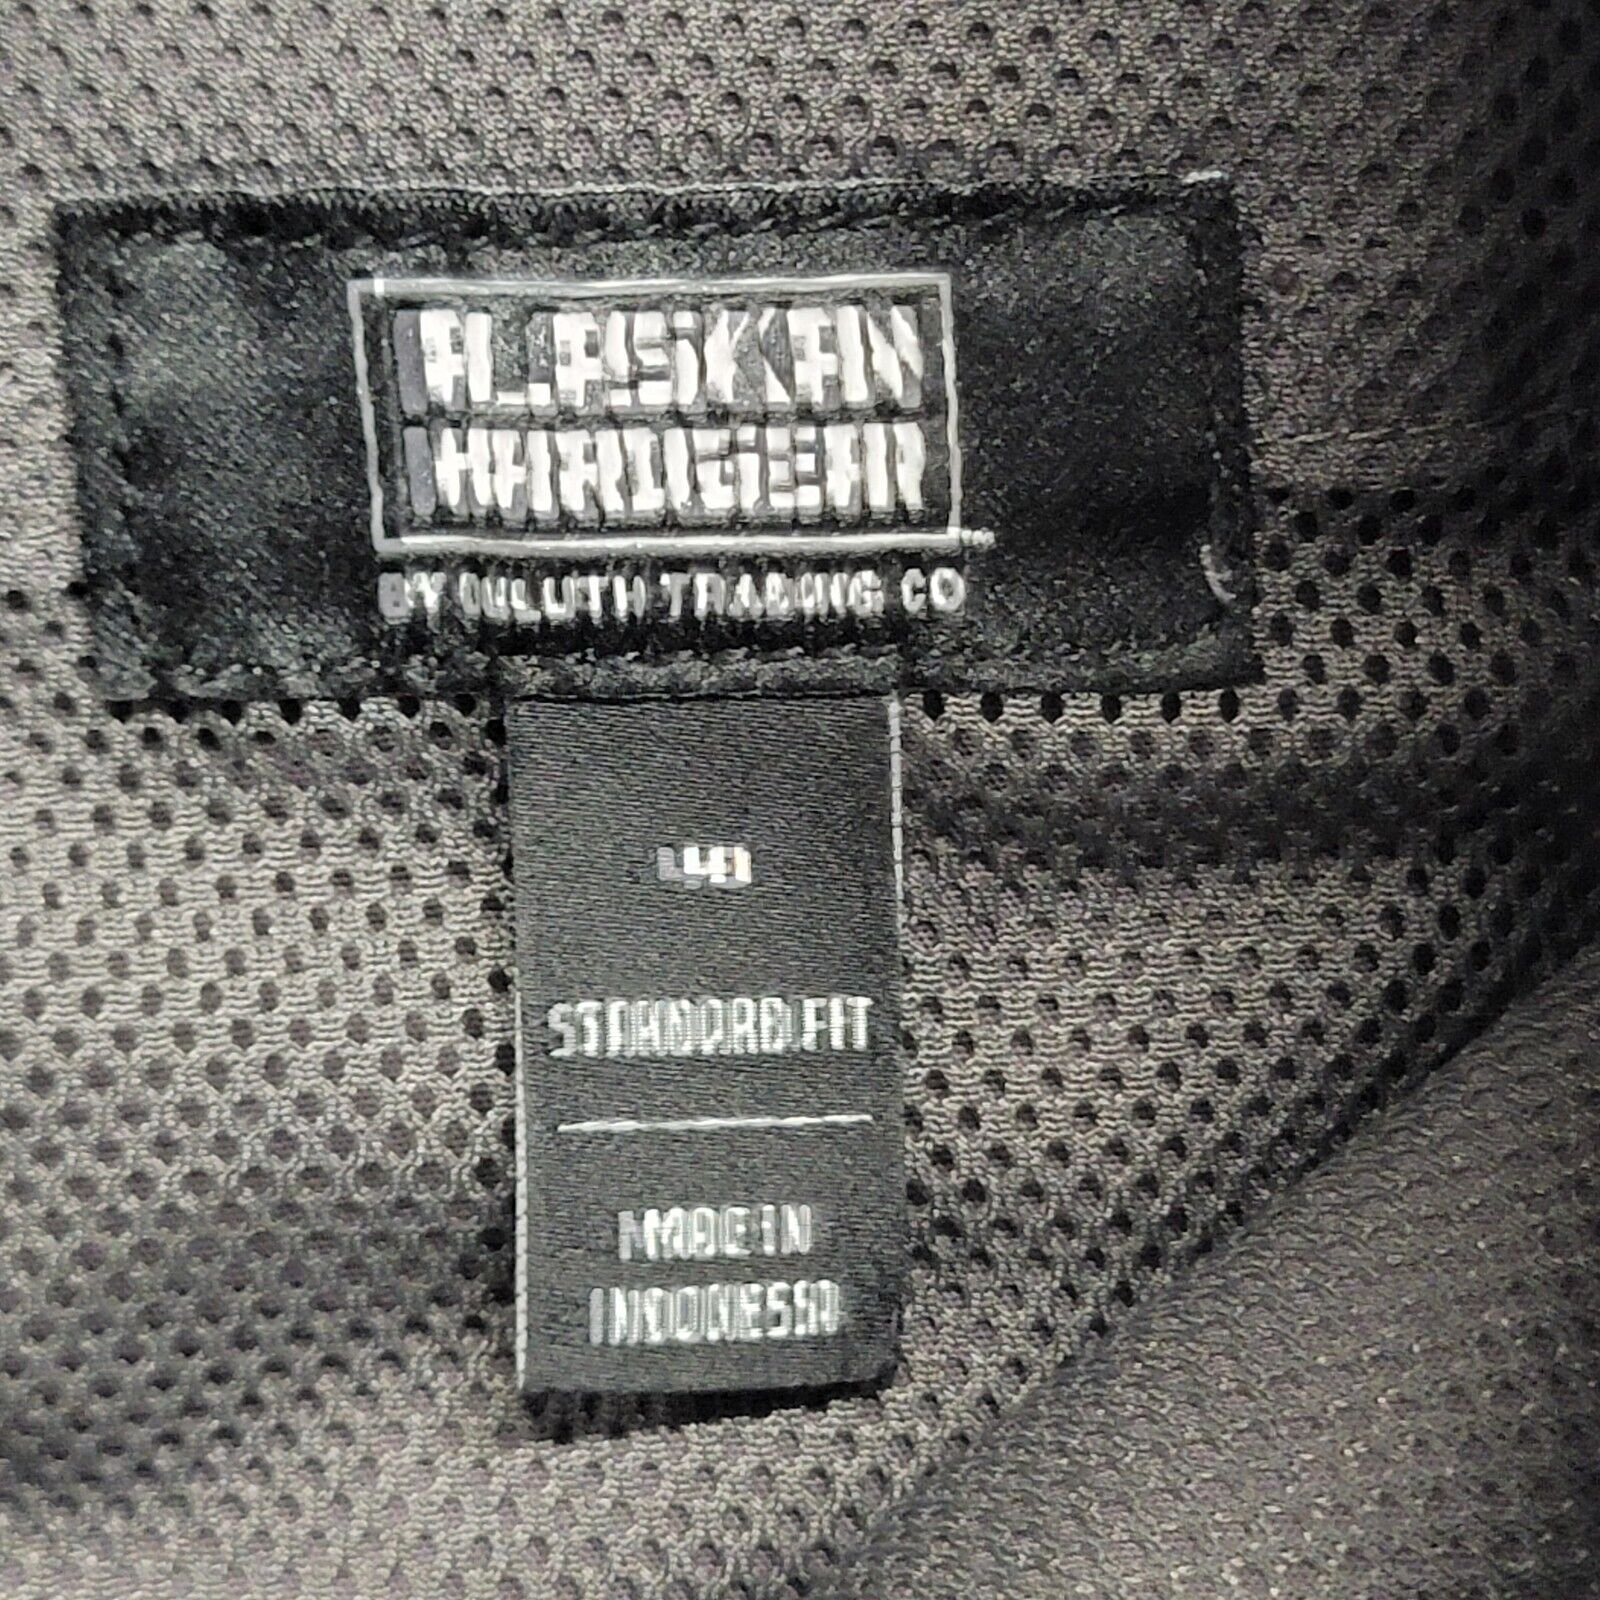 ALASKAN
HARDGEAR
BY DULUTH TRADING CO
STANDARD FIT
MADE IN
INDONESIA